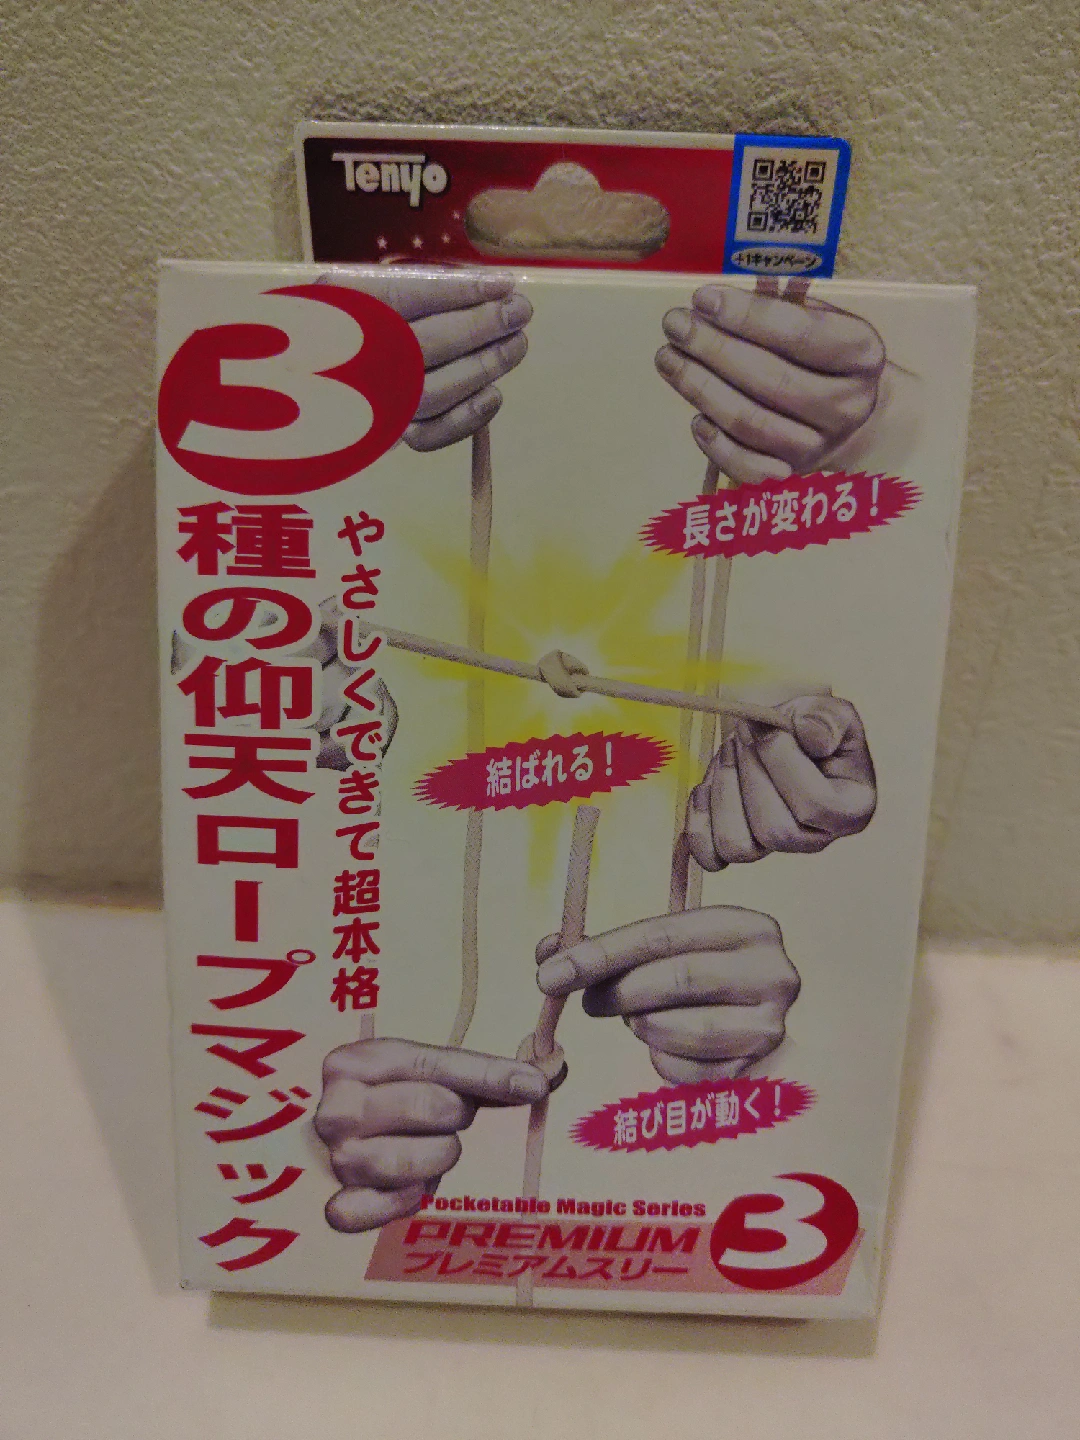 Tenyo
+1キャンペーン
3
種の仰天ロープマジック
やさしくできて超本格
長さが変わる!
結ばれる!
結び目が動く!
Pocketable Magic Series
PREMIUM 3
プレミアムスリー